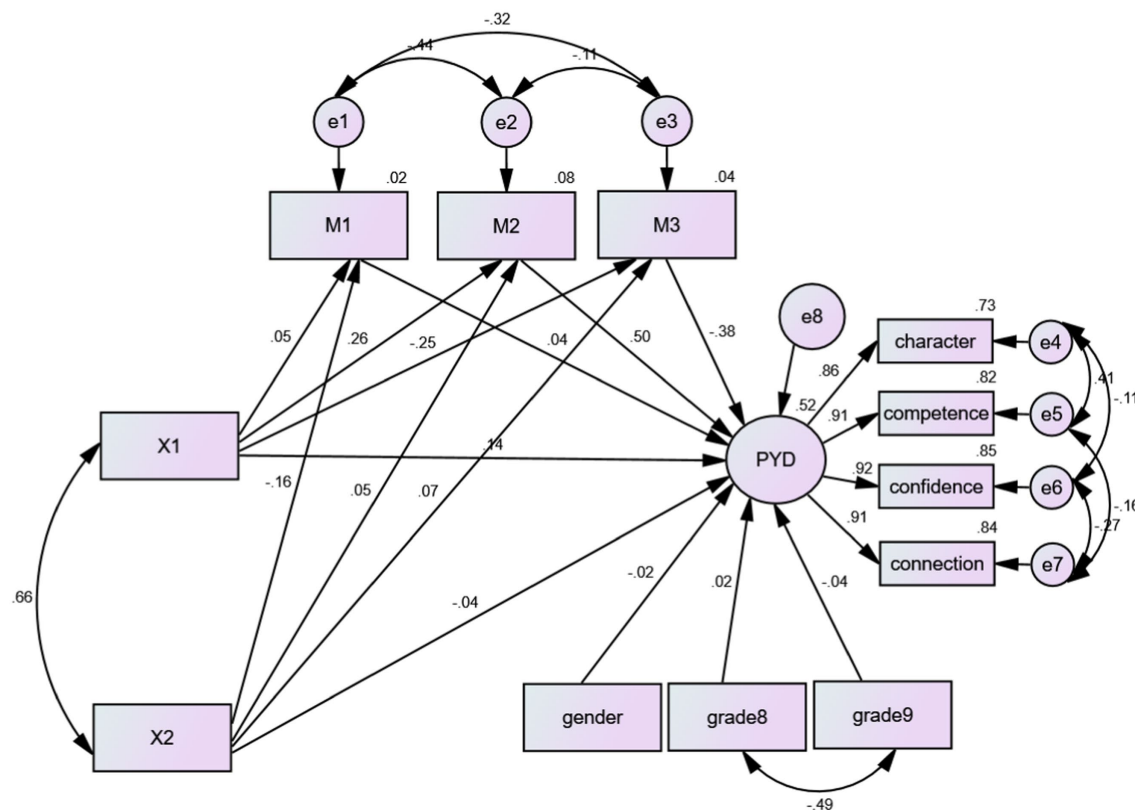 -.32
-.44
-.11
e1
e2
e3
.02
.08
.04
M1
M2
M3
e8
.73
character
e4
.05
.26
-.25
.04
.50
-.38
.86
.41
-.11
.82
.52
.91
competence
e5
X1
.14
PYD
.85
.92
confidence
e6
-.16
.05
.07
.91
-.16
-.27
.84
connection
e7
.66
-.04
-.02
.02
-.04
X2
gender
grade8
grade9
-.49